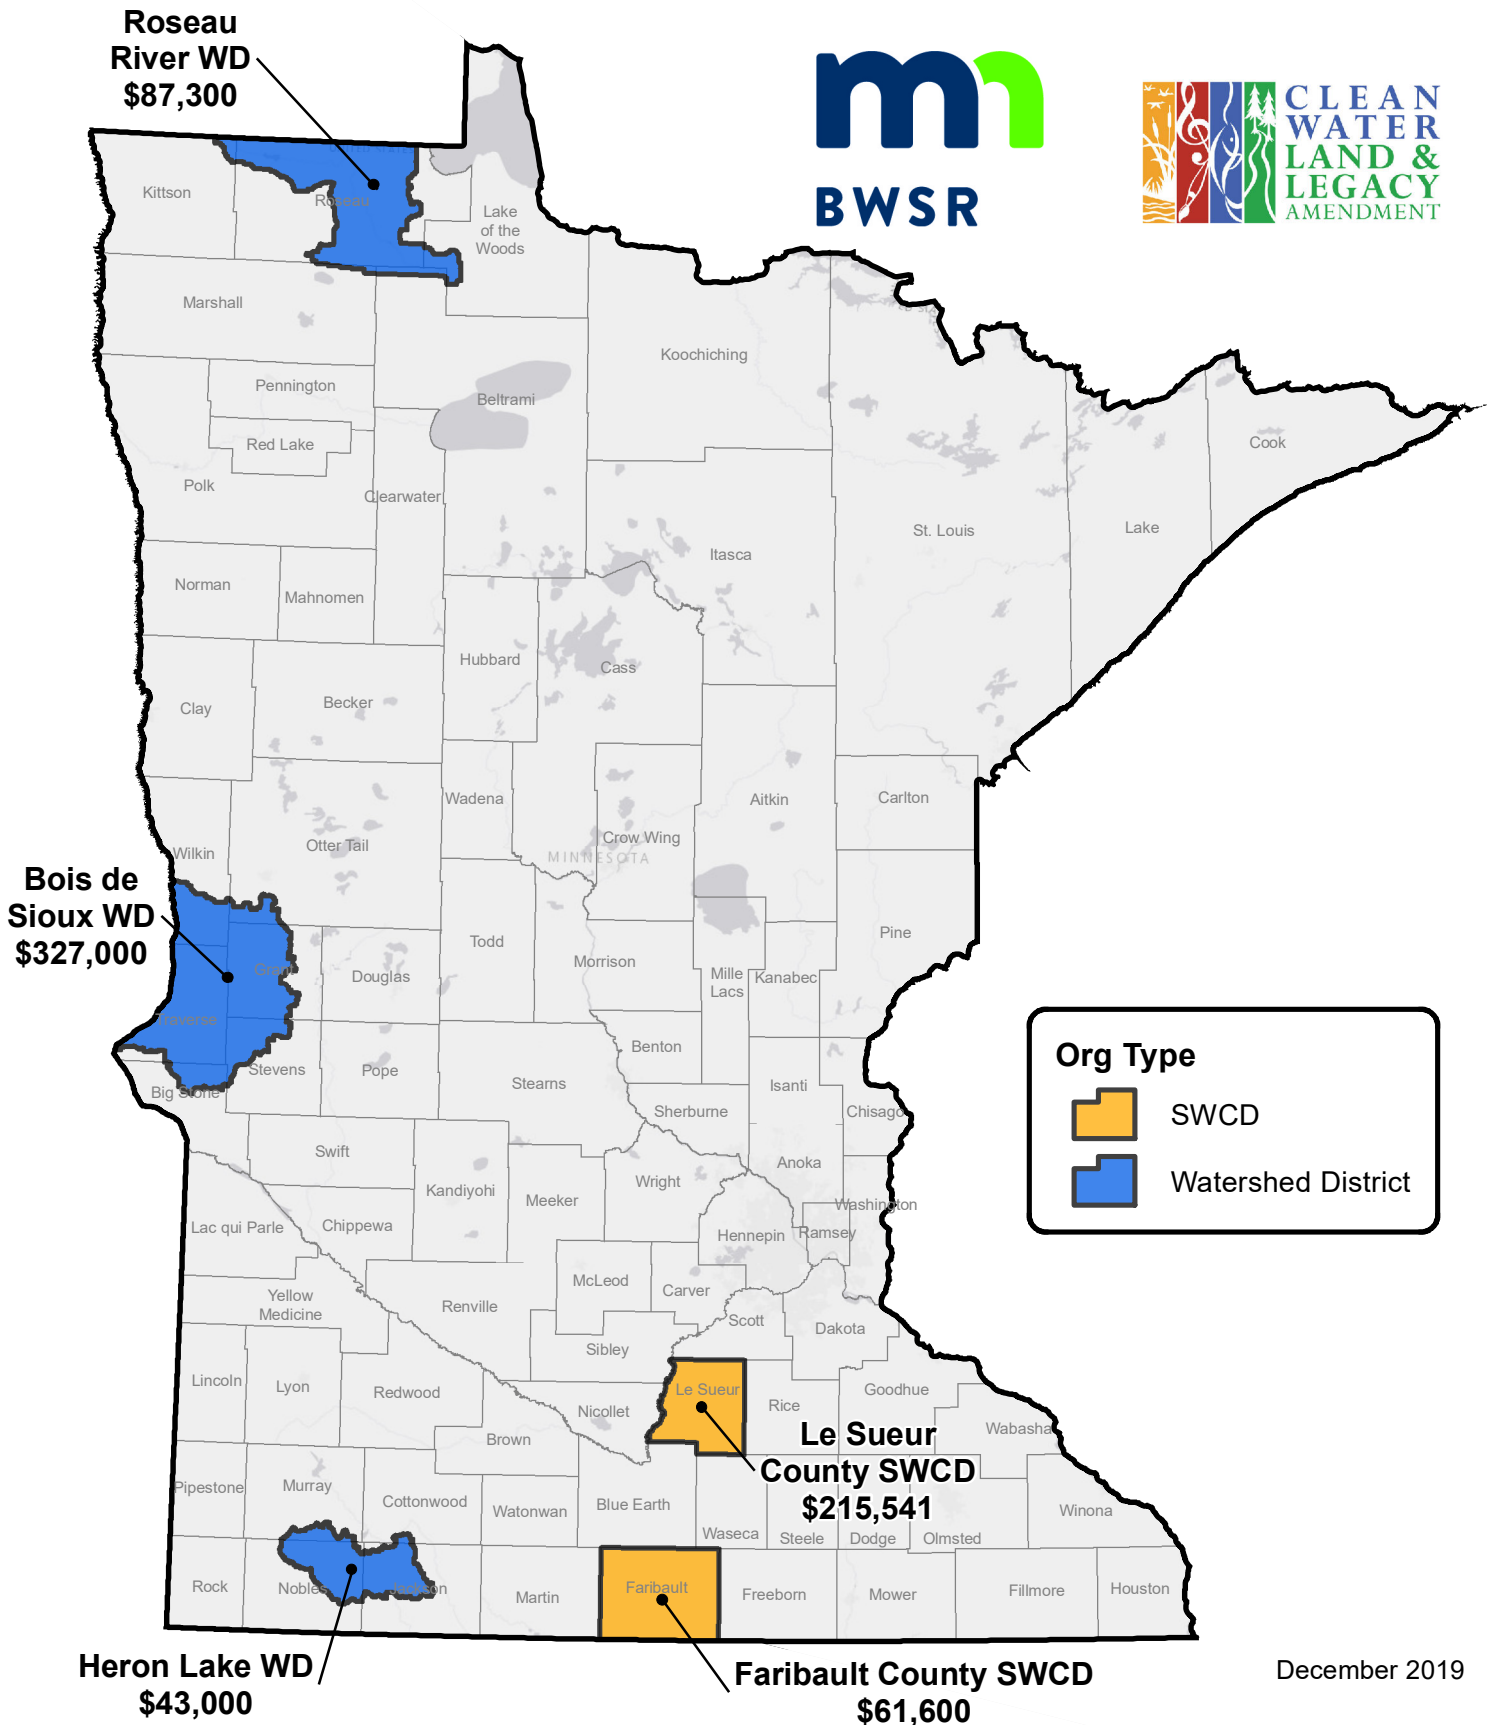 Roseau
River WD
$87,300
mn
BWSR
CLEAN
WATER
LAND &
LEGACY
AMENDMENT
Kittson
Roseau
Lake
of the
Woods
Marshall
Koochiching
Pennington
Beltrami
Red Lake
Cook
Polk
Clearwater
St. Louis
Lake
Itasca
Norman
Mahnomen
Hubbard
Cass
Clay
Becker
Wadena
Aitkin
Carlton
Crow Wing
Otter Tail
MINNESOTA
Wilkin
Bois de
Sioux WD
$327,000
Grant
Douglas
Todd
Morrison
Mille
Lacs
Kanabec
Pine
Traverse
Stevens
Pope
Stearns
Benton
Isanti
Big Stone
Sherburne
Chisago
Org Type
SWCD
Watershed District
Swift
Anoka
Kandiyohi
Meeker
Wright
Washington
Lac qui Parle
Chippewa
Hennepin
Ramsey
McLeod
Carver
Yellow
Medicine
Renville
Scott
Dakota
Sibley
Lincoln
Lyon
Redwood
Le Sueur
Goodhue
Nicollet
Rice
Wabasha
Brown
Le Sueur
County SWCD
$215,541
Pipestone
Murray
Cottonwood
Watonwan
Blue Earth
Waseca
Steele
Dodge
Olmsted
Winona
Rock
Nobles
Jackson
Martin
Faribault
Freeborn
Mower
Fillmore
Houston
Heron Lake WD
$43,000
Faribault County SWCD
$61,600
December 2019